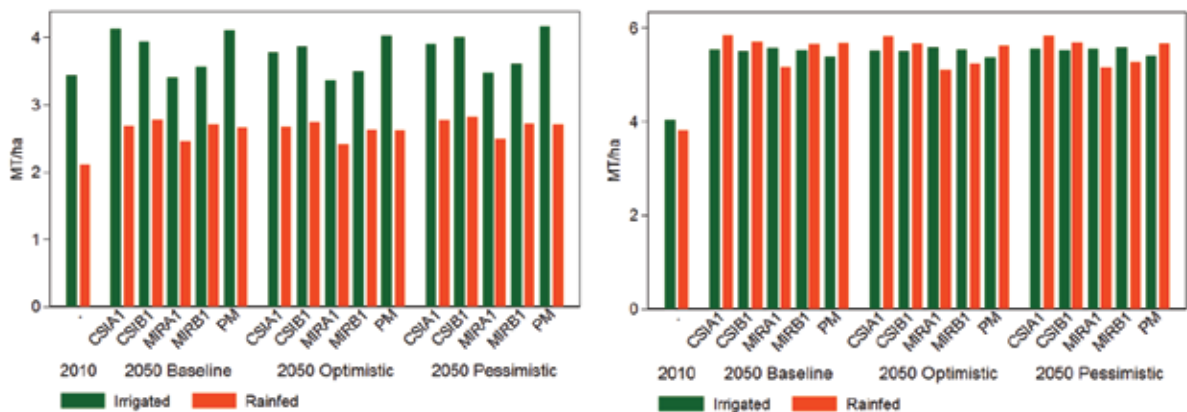 4
3
2
1
0
MT/ha
-
CSIA1
CSIB1
MIRA1
MIRB1
PM
CSIA1
CSIB1
MIRA1
MIRB1
PM
CSIA1
CSIB1
MIRA1
MIRB1
PM
2010 2050 Baseline 2050 Optimistic 2050 Pessimistic
Irrigated Rainfed
6
4
2
0
MT/ha
-
CSIA1
CSIB1
MIRA1
MIRB1
PM
CSIA1
CSIB1
MIRA1
MIRB1
PM
CSIA1
CSIB1
MIRA1
MIRB1
PM
2010 2050 Baseline 2050 Optimistic 2050 Pessimistic
Irrigated Rainfed